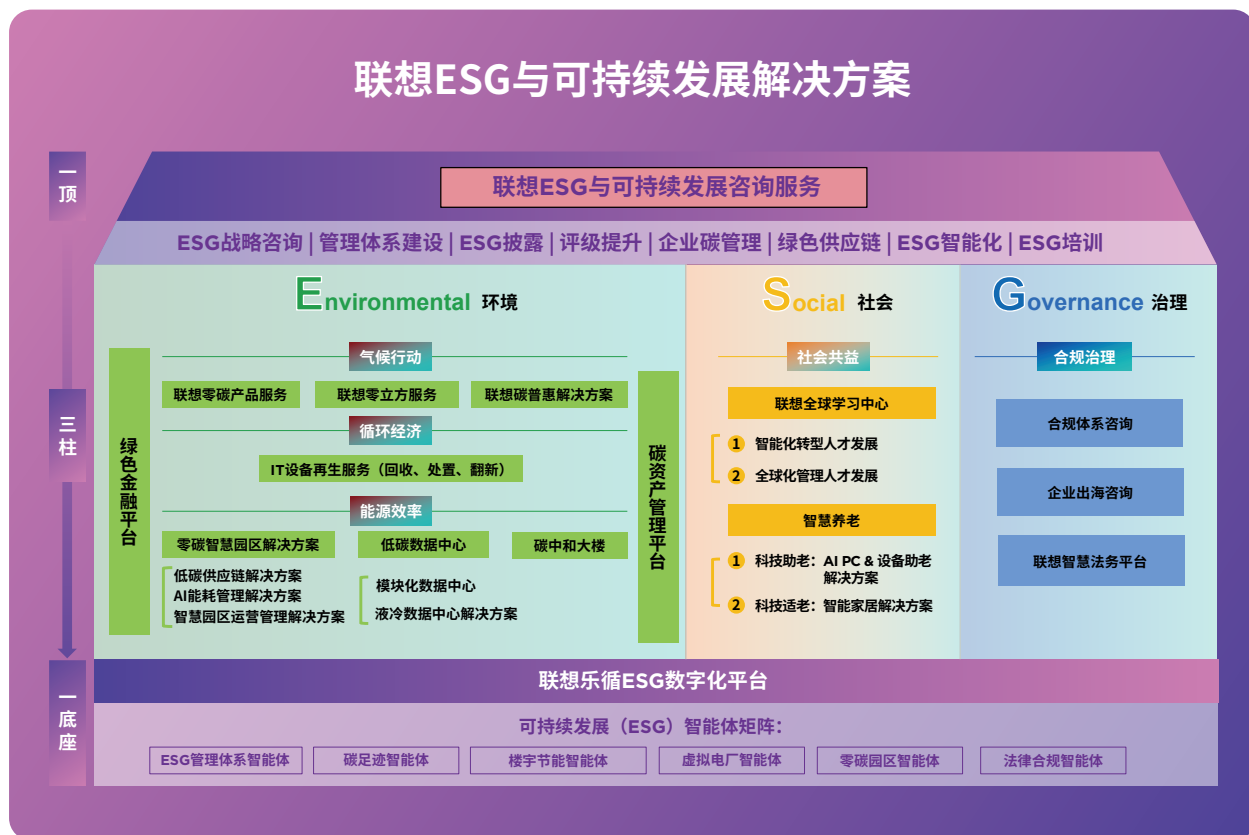 联想ESG与可持续发展解决方案
一顶
联想ESG与可持续发展咨询服务
ESG战略咨询 | 管理体系建设 | ESG披露 | 评级提升 | 企业碳管理 | 绿色供应链 | ESG智能化 | ESG培训
三柱
Environmental 环境
绿色金融平台
气候行动
联想零碳产品服务
联想零立方服务
联想碳普惠解决方案
循环经济
IT设备再生服务（回收、处置、翻新）
能源效率
零碳智慧园区解决方案
低碳数据中心
碳中和大楼
低碳供应链解决方案
AI能耗管理解决方案
智慧园区运营管理解决方案
模块化数据中心
液冷数据中心解决方案
碳资产管理平台
Social 社会
社会共益
联想全球学习中心
1 智能化转型人才发展
2 全球化管理人才发展
智慧养老
1 科技助老：AI PC & 设备助老
解决方案
2 科技适老：智能家居解决方案
Governance 治理
合规治理
合规体系咨询
企业出海咨询
联想智慧法务平台
一底座
联想乐循ESG数字化平台
可持续发展（ESG）智能体矩阵：
ESG管理体系智能体
碳足迹智能体
楼宇节能智能体
虚拟电厂智能体
零碳园区智能体
法律合规智能体